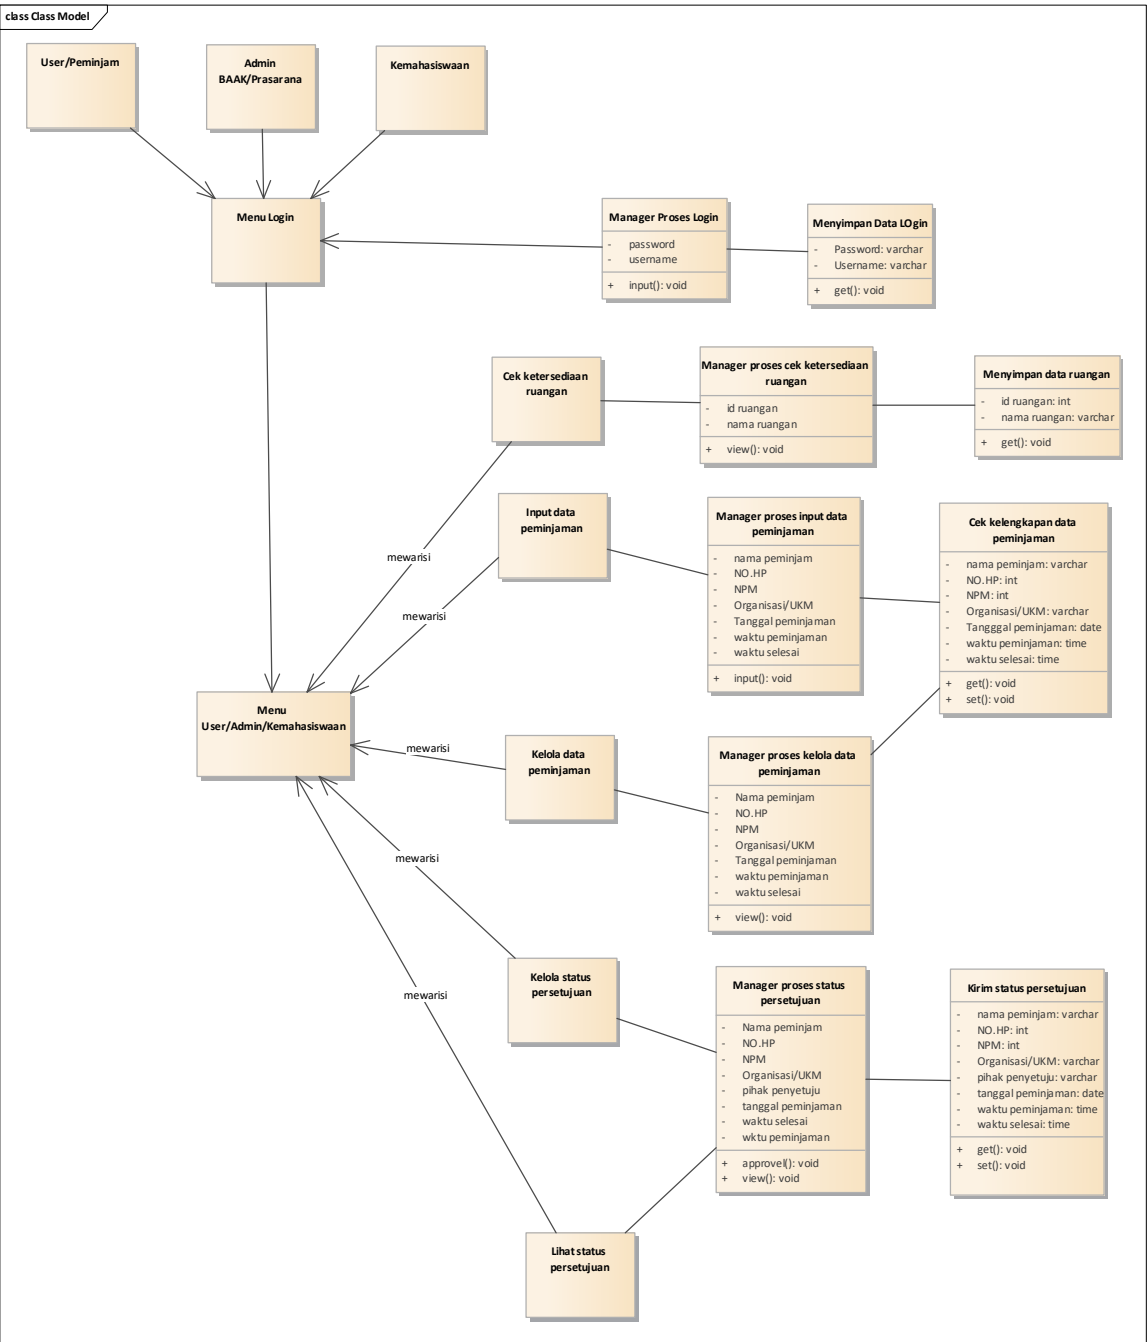 class Class Model
User/Peminjam
Admin
BAAK/Prasarana
Kemahasiswaan
Menu Login
Manager Proses Login
- password
- username
+ input(): void
Menyimpan Data LOgin
- Password: varchar
- Username: varchar
+ get(): void
Cek ketersediaan
ruangan
Manager proses cek ketersediaan
ruangan
- id ruangan
- nama ruangan
+ view(): void
Menyimpan data ruangan
- id ruangan: int
- nama ruangan: varchar
+ get(): void
mewarisi
Input data
peminjaman
Manager proses input data
peminjaman
- nama peminjam
- NO.HP
- NPM
- Organisasi/UKM
- Tanggal peminjaman
- waktu peminjaman
- waktu selesai
+ input(): void
Cek kelengkapan data
peminjaman
- nama peminjam: varchar
- NO.HP: int
- NPM: int
- Organisasi/UKM: varchar
- Tangggal peminjaman: date
- waktu peminjaman: time
- waktu selesai: time
+ get(): void
+ set(): void
mewarisi
Menu
User/Admin/Kemahasiswaan
mewarisi
Kelola data
peminjaman
Manager proses kelola data
peminjaman
- Nama peminjam
- NO.HP
- NPM
- Organisasi/UKM
- Tanggal peminjaman
- waktu peminjaman
- waktu selesai
+ view(): void
mewarisi
Kelola status
persetujuan
Manager proses status
persetujuan
- Nama peminjam
- NO.HP
- NPM
- Organisasi/UKM
- pihak penyetuju
- tanggal peminjaman
- waktu selesai
- wktu peminjaman
+ approvel(): void
+ view(): void
Kirim status persetujuan
- nama peminjam: varchar
- NO.HP: int
- NPM: int
- Organisasi/UKM: varchar
- pihak penyetuju: varchar
- tanggal peminjaman: date
- waktu peminjaman: time
- waktu selesai: time
+ get(): void
+ set(): void
mewarisi
Lihat status
persetujuan